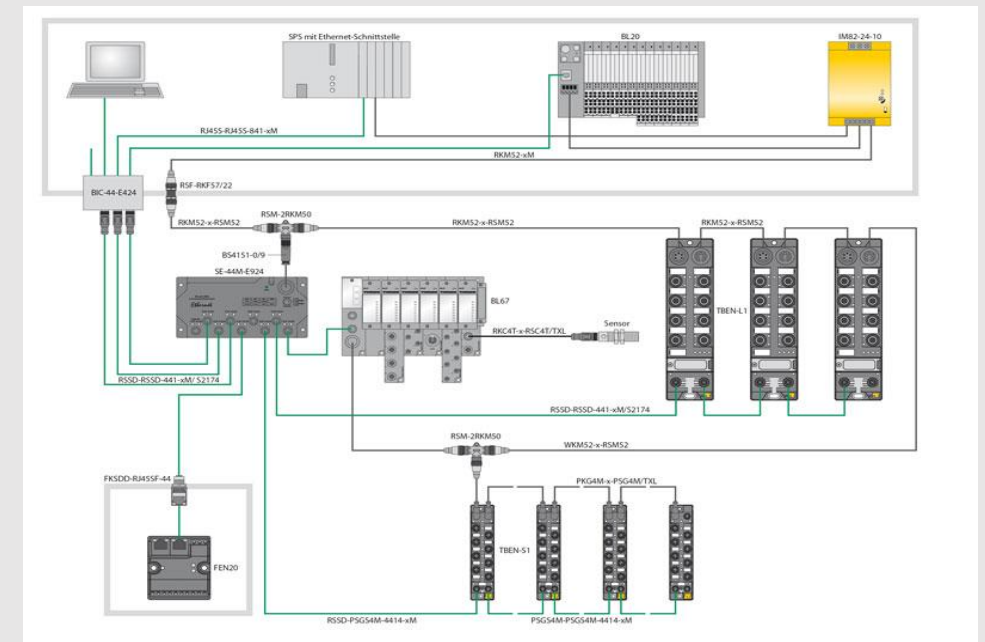 SPS mit Ethernet-Schnittstelle
BL20
IM82-24-10
RJ45S-RJ45S-841-xM
RKM52-xM
BIC-44-E424
RSF-RKF57/22
RKM52-x-RSM52
RSM-2RKM50
RKM52-x-RSM52
RKM52-x-RSM52
BS4151-0/9
SE-44M-E924
BL67
TBEN-L1
Sensor
RKC4T-x-RSC4T/TXL
RSSD-RSSD-441-xM/S2174
RSSD-RSSD-441-xM/S2174
RSM-2RKM50
WKM52-x-RSM52
FKSDD-RJ45SF-44
PKG4M-x-PSG4M/TXL
TBEN-S1
FEN20
RSSD-PSGS4M-4414-xM
PSGS4M-PSGS4M-4414-xM